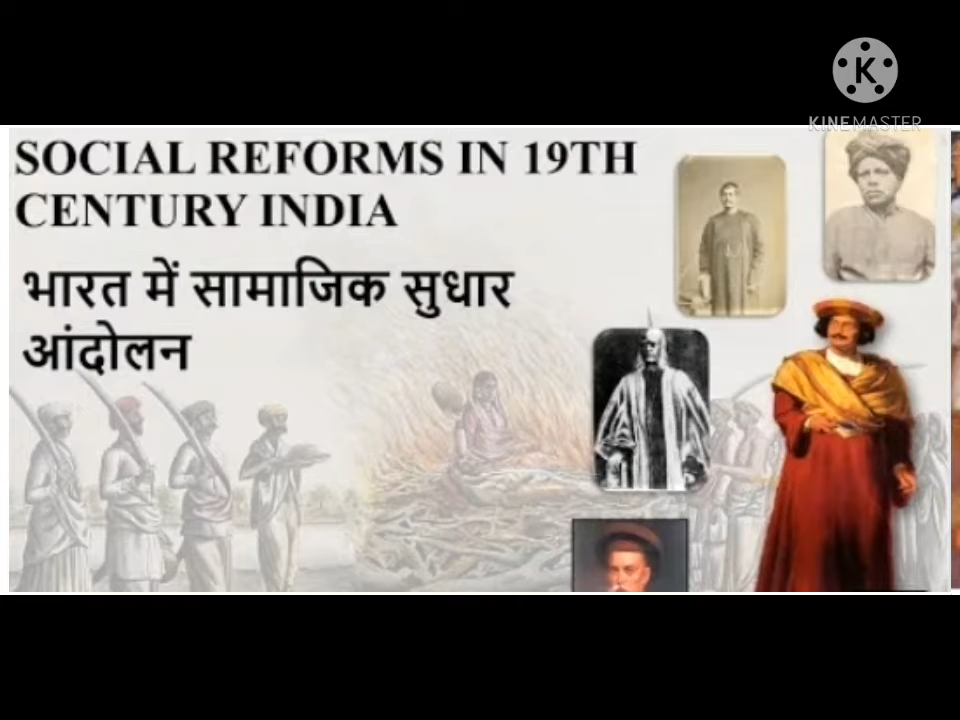 K
KINEMASTER
SOCIAL REFORMS IN 19TH
CENTURY INDIA
भारत में सामाजिक सुधार
आंदोलन